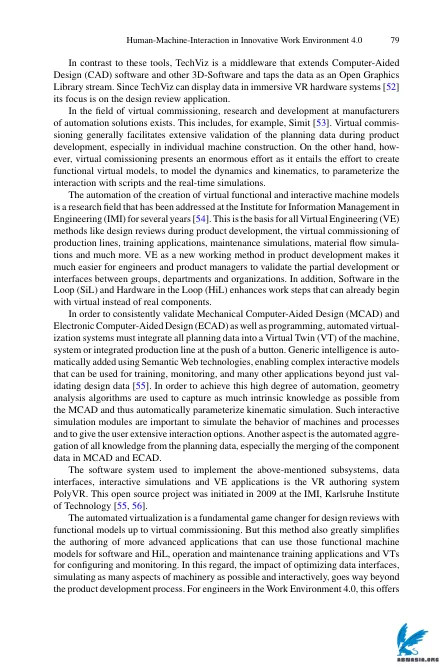 Human-Machine-Interaction in Innovative Work Environment 4.0 79
In contrast to these tools, TechViz is a middleware that extends Computer-Aided
Design (CAD) software and other 3D-Software and taps the data as an Open Graphics
Library stream. Since TechViz can display data in immersive VR hardware systems [52]
its focus is on the design review application.
In the field of virtual commissioning, research and development at manufacturers
of automation solutions exists. This includes, for example, Simit [53]. Virtual commis-
sioning generally facilitates extensive validation of the planning data during product
development, especially in individual machine construction. On the other hand, how-
ever, virtual comissioning presents an enormous effort as it entails the effort to create
functional virtual models, to model the dynamics and kinematics, to parameterize the
interaction with scripts and the real-time simulations.
The automation of the creation of virtual functional and interactive machine models
is a research field that has been addressed at the Institute for Information Management in
Engineering (IMI) for several years [54]. This is the basis for all Virtual Engineering (VE)
methods like design reviews during product development, the virtual commissioning of
production lines, training applications, maintenance simulations, material flow simula-
tions and much more. VE as a new working method in product development makes it
much easier for engineers and product managers to validate the partial development or
interfaces between groups, departments and organizations. In addition, Software in the
Loop (SiL) and Hardware in the Loop (HiL) enhances work steps that can already begin
with virtual instead of real components.
In order to consistently validate Mechanical Computer-Aided Design (MCAD) and
Electronic Computer-Aided Design (ECAD) as well as programming, automated virtual-
ization systems must integrate all planning data into a Virtual Twin (VT) of the machine,
system or integrated production line at the push of a button. Generic intelligence is auto-
matically added using Semantic Web technologies, enabling complex interactive models
that can be used for training, monitoring, and many other applications beyond just val-
idating design data [55]. In order to achieve this high degree of automation, geometry
analysis algorithms are used to capture as much intrinsic knowledge as possible from
the MCAD and thus automatically parameterize kinematic simulation. Such interactive
simulation modules are important to simulate the behavior of machines and processes
and to give the user extensive interaction options. Another aspect is the automated aggre-
gation of all knowledge from the planning data, especially the merging of the component
data in MCAD and ECAD.
The software system used to implement the above-mentioned subsystems, data
interfaces, interactive simulations and VE applications is the VR authoring system
PolyVR. This open source project was initiated in 2009 at the IMI, Karlsruhe Institute
of Technology [55, 56].
The automated virtualization is a fundamental game changer for design reviews with
functional models up to virtual commissioning. But this method also greatly simplifies
the authoring of more advanced applications that can use those functional machine
models for software and HiL, operation and maintenance training applications and VTs
for configuring and monitoring. In this regard, the impact of optimizing data interfaces,
simulating as many aspects of machinery as possible and interactively, goes way beyond
the product development process. For engineers in the Work Environment 4.0, this offers